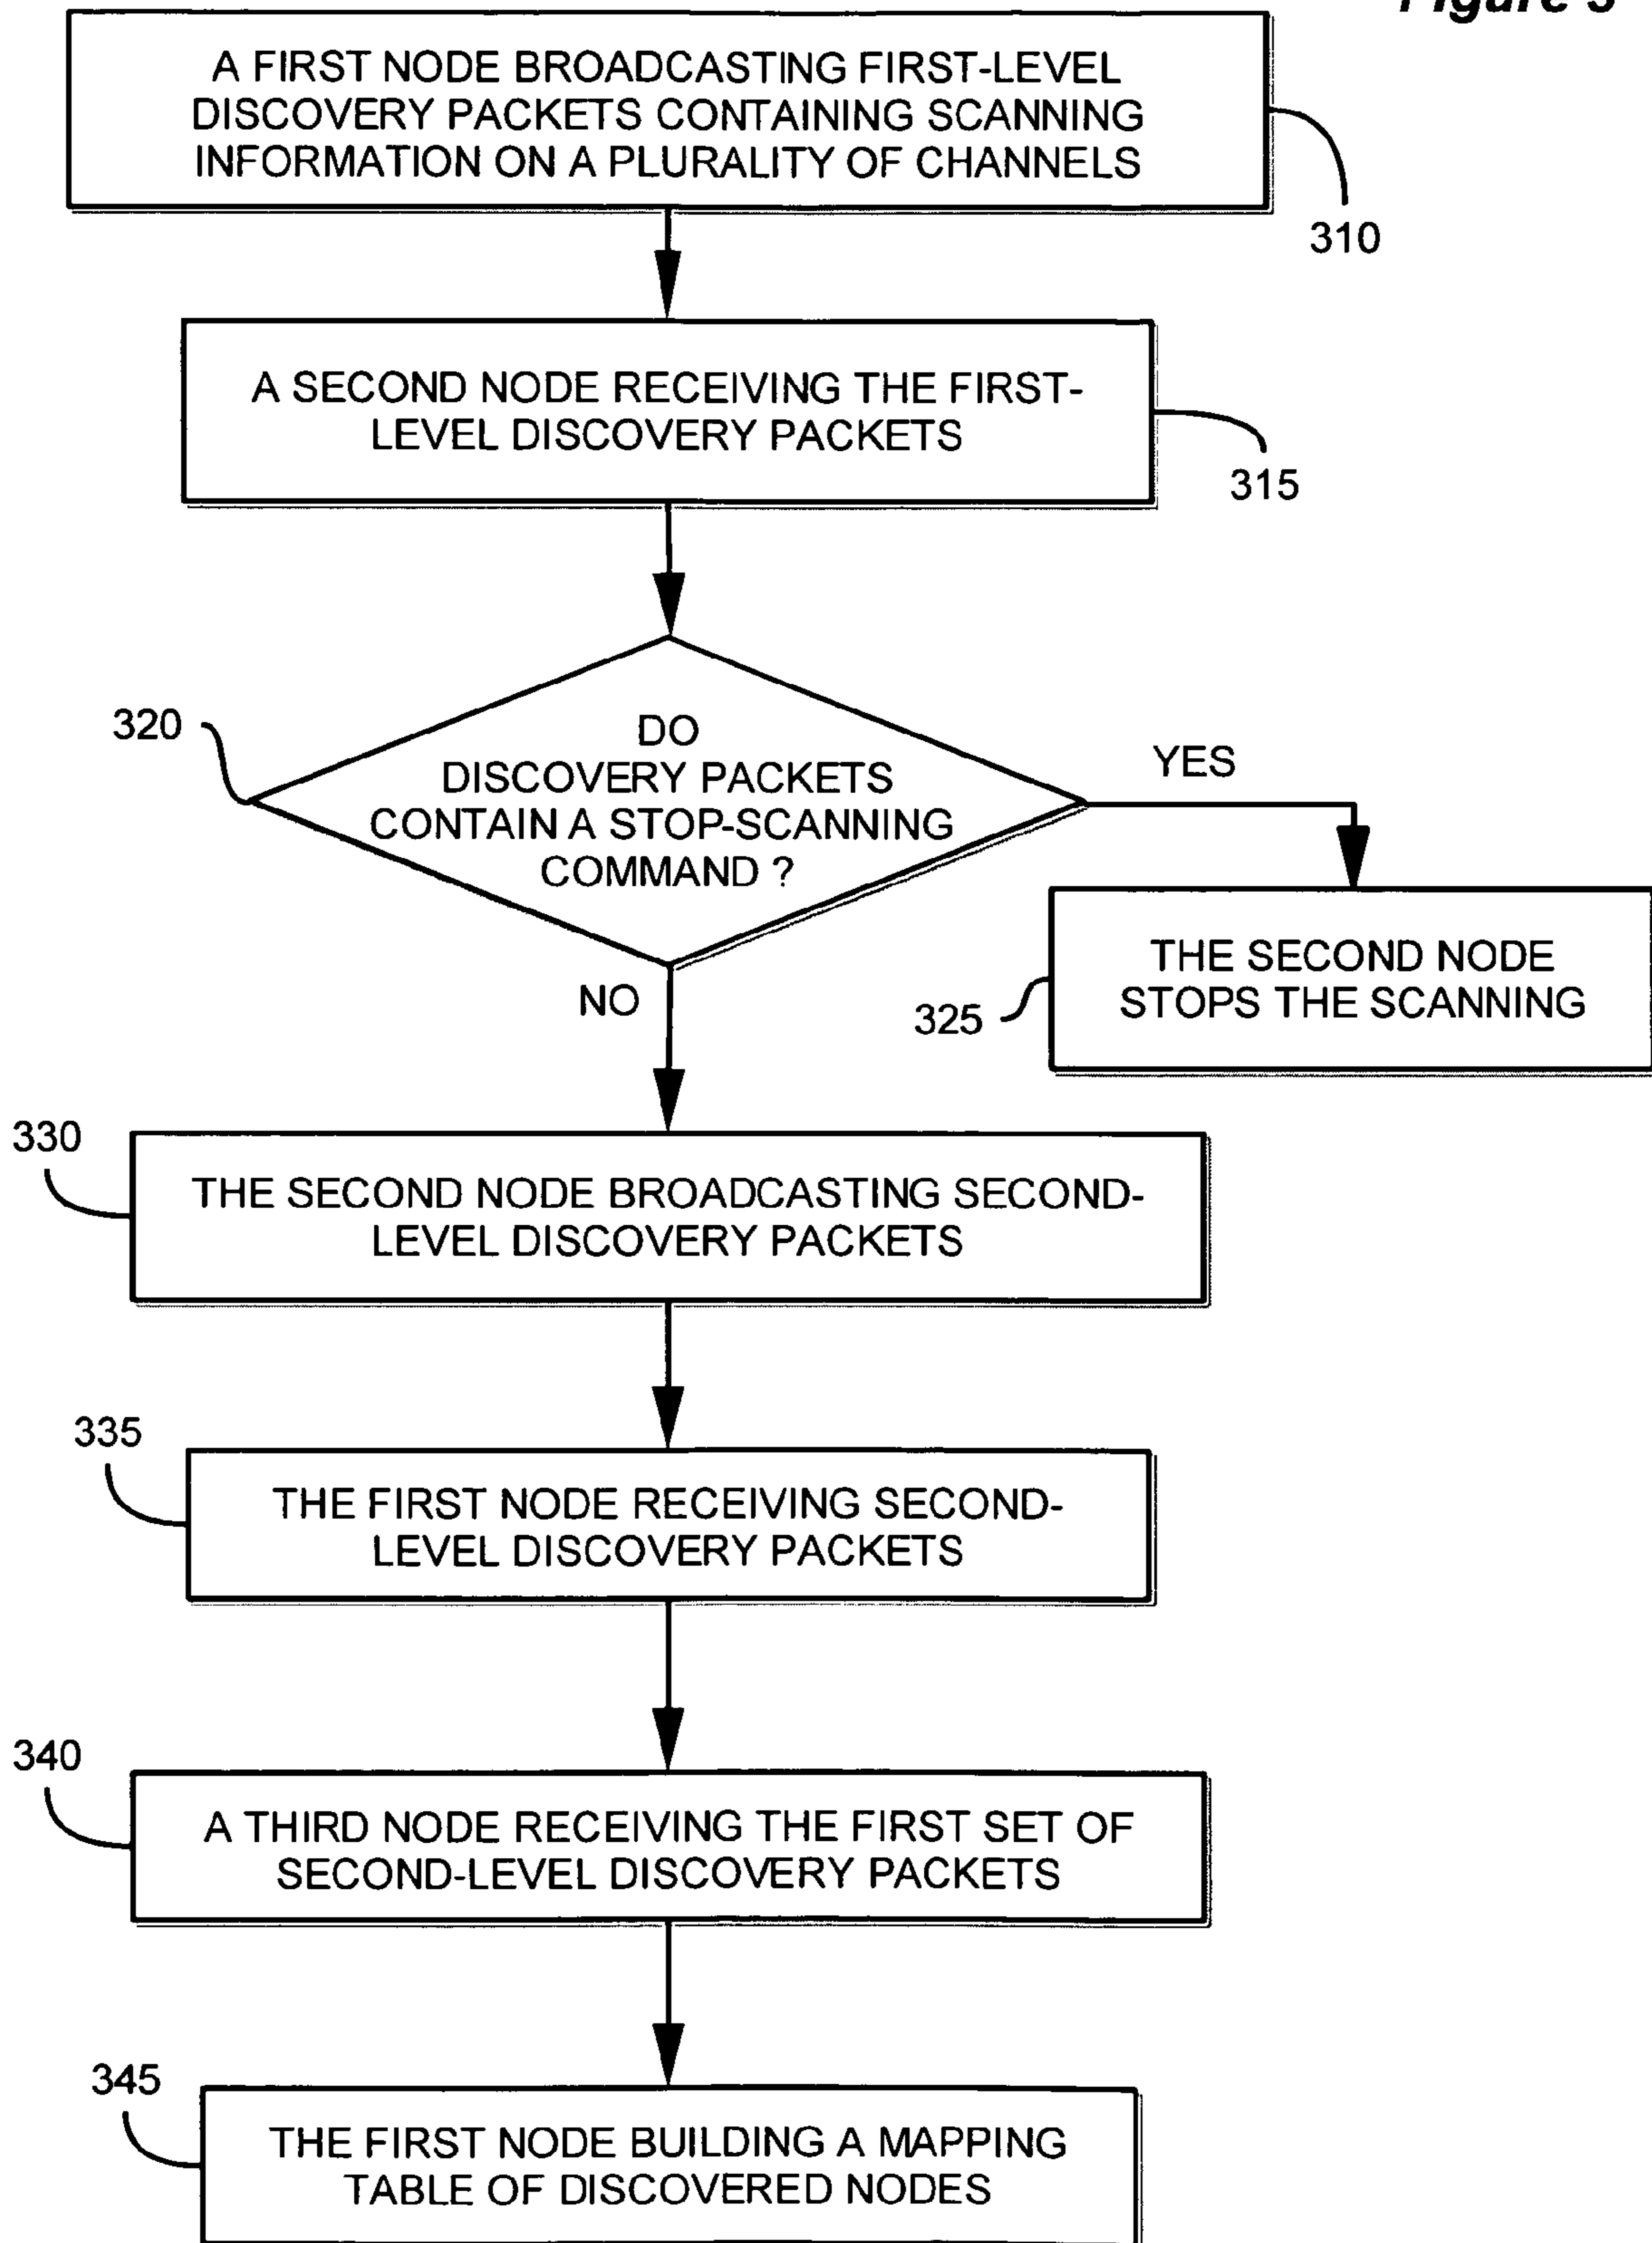 Figure 3
A FIRST NODE BROADCASTING FIRST-LEVEL
DISCOVERY PACKETS CONTAINING SCANNING
INFORMATION ON A PLURALITY OF CHANNELS
310
A SECOND NODE RECEIVING THE FIRST-
LEVEL DISCOVERY PACKETS
315
320
DO
DISCOVERY PACKETS
CONTAIN A STOP-SCANNING
COMMAND ?
YES
THE SECOND NODE
STOPS THE SCANNING
325
NO
330
THE SECOND NODE BROADCASTING SECOND-
LEVEL DISCOVERY PACKETS
335
THE FIRST NODE RECEIVING SECOND-
LEVEL DISCOVERY PACKETS
340
A THIRD NODE RECEIVING THE FIRST SET OF
SECOND-LEVEL DISCOVERY PACKETS
345
THE FIRST NODE BUILDING A MAPPING
TABLE OF DISCOVERED NODES